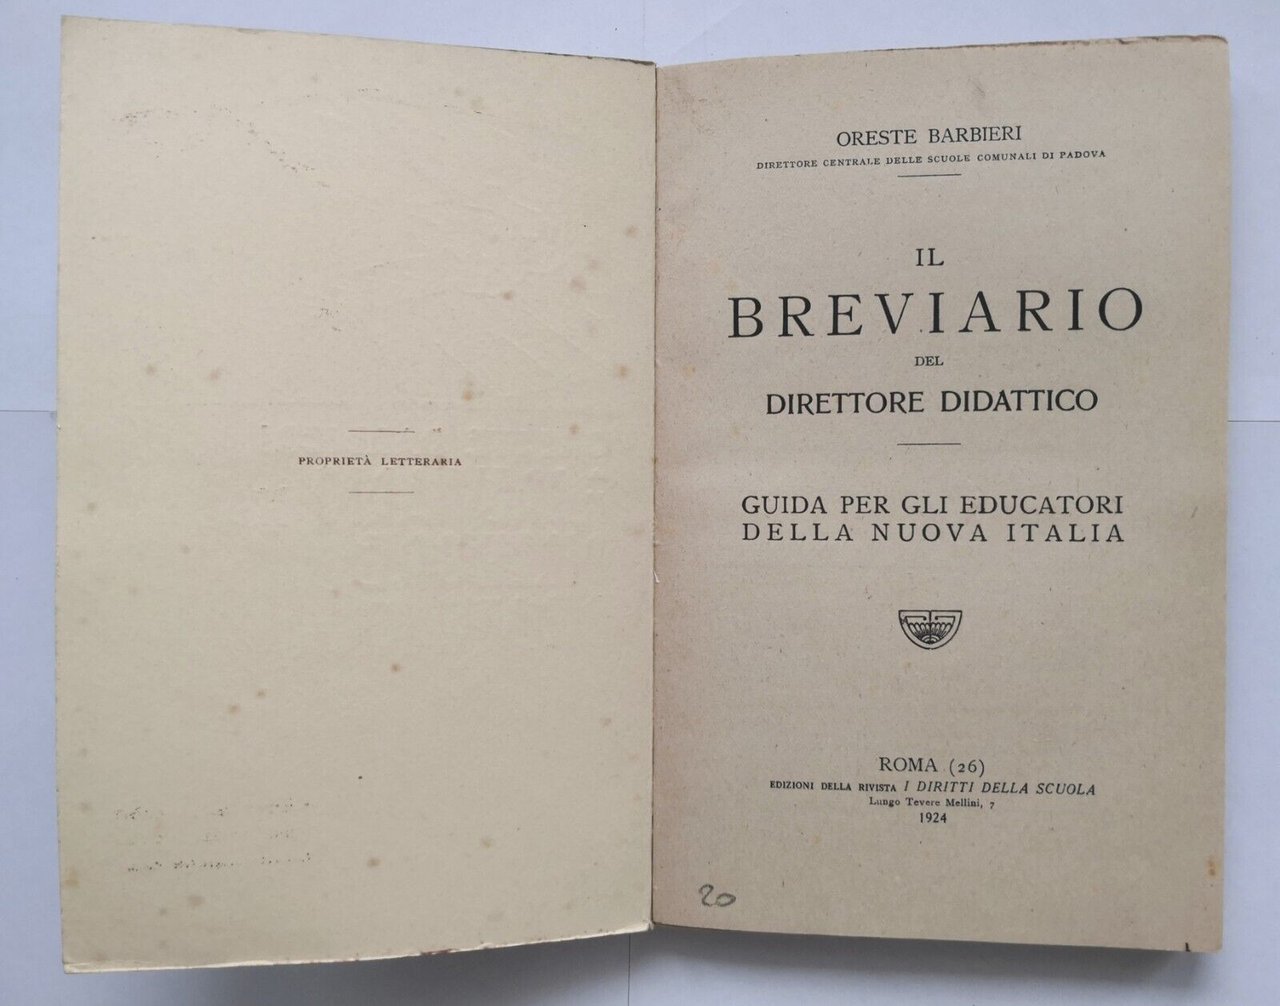 PROPRIETÀ LETTERARIA
ORESTE BARBIERI
DIRETTORE CENTRALE DELLE SCUOLE COMUNALI DI PADOVA
IL
BREVIARIO
DEL
DIRETTORE DIDATTICO
GUIDA PER GLI EDUCATORI
DELLA NUOVA ITALIA
ROMA (26)
EDIZIONI DELLA RIVISTA I DIRITTI DELLA SCUOLA
Lungo Tevere Mellini, 7
1924
20